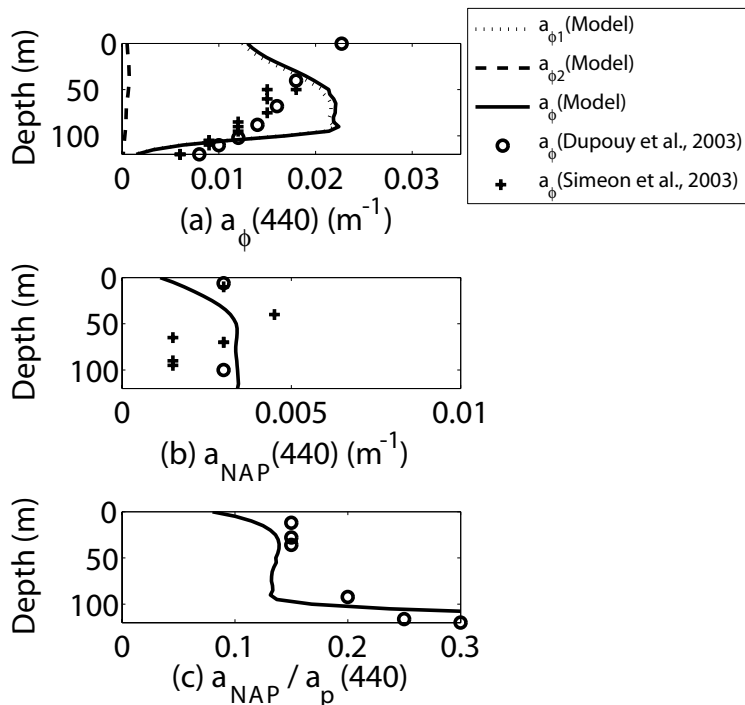 0
50
100
Depth (m)
0
0.01
0.02
0.03
(a) aϕ(440) (m⁻¹)
aϕ1(Model)
aϕ2(Model)
aϕ(Model)
aϕ(Dupouy et al., 2003)
aϕ(Simeon et al., 2003)
0
50
100
Depth (m)
0
0.005
0.01
(b) aNAP(440) (m⁻¹)
0
50
100
Depth (m)
0
0.1
0.2
0.3
(c) aNAP / ap(440)